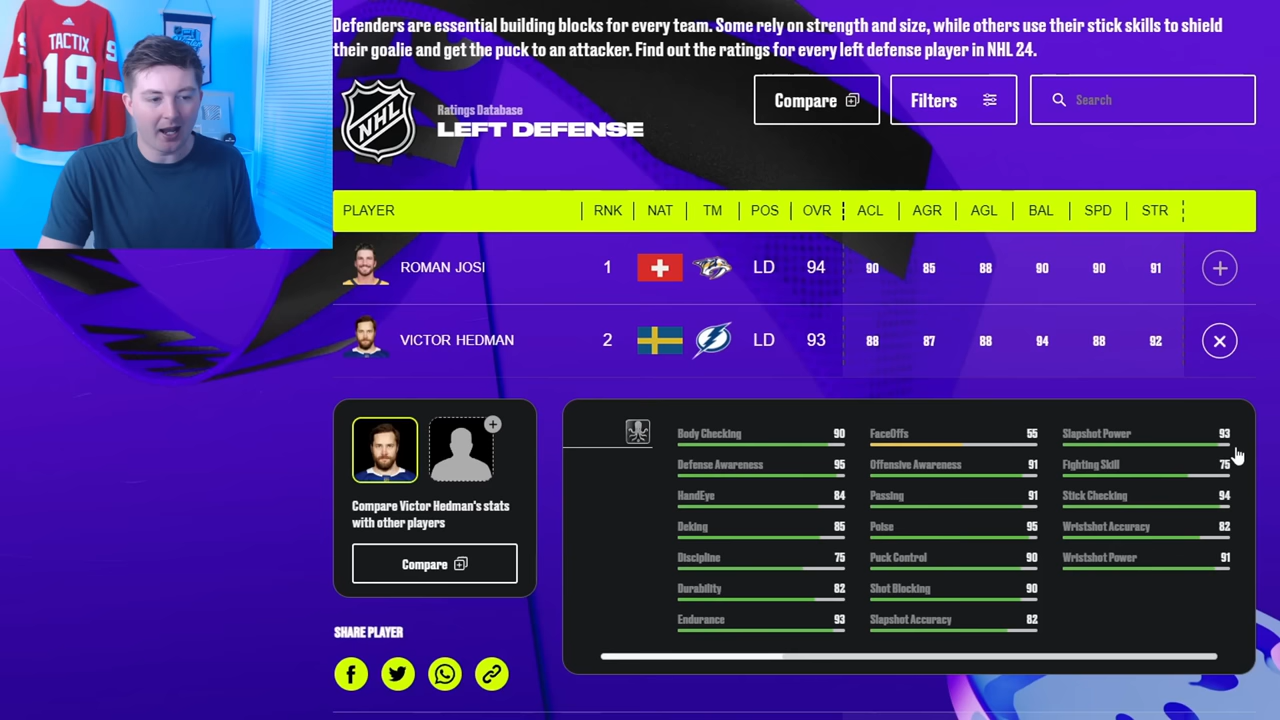 Defenders are essential building blocks for every team. Some rely on strength and size, while others use their stick skills to shield
their goalie and get the puck to an attacker. Find out the ratings for every left defense player in NHL 24.
TACTIX
19
9
NHL
Ratings Database
LEFT DEFENSE
Compare
Filters
Search
PLAYER RNK NAT TM POS OVR ACL AGR AGL BAL SPD STR
ROMAN JOSI 1 LD 94 90 85 88 90 90 91
VICTOR HEDMAN 2 LD 93 88 87 88 94 88 92
Compare Victor Hedman's stats
with other players
Compare
SHARE PLAYER
Body Checking 90 FaceOffs 55 Slapshot Power 93
Defense Awareness 95 Offensive Awareness 91 Fighting Skill 75
HandEye 84 Passing 91 Stick Checking 94
Deking 85 Poise 95 Wristshot Accuracy 82
Discipline 75 Puck Control 90 Wristshot Power 91
Durability 82 Shot Blocking 90
Endurance 93 Slapshot Accuracy 82